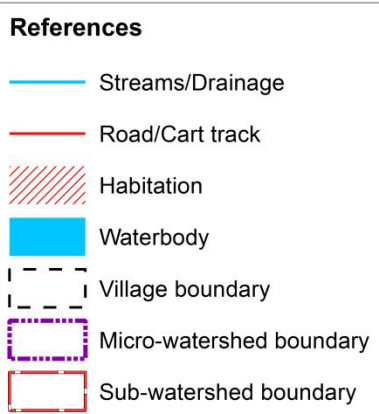 References
Streams/Drainage
Road/Cart track
Habitation
Waterbody
Village boundary
Micro-watershed boundary
Sub-watershed boundary